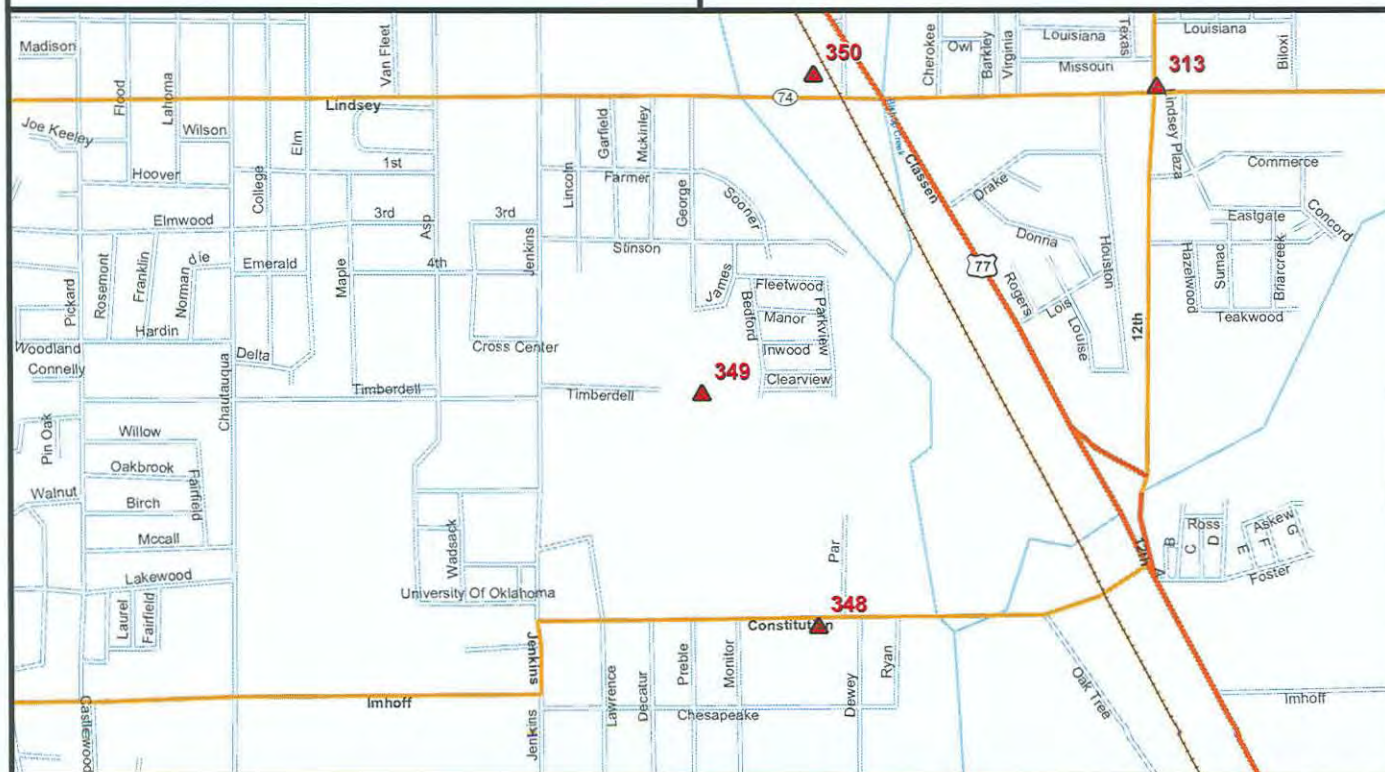 Madison
Flood
Lahoma
Van Fleet
350
Cherokee
Owl
Barkley
Virginia
Louisiana
Texas
Missouri
313
Louisiana
Biloxi
Lindsey
74
Joe Keeley
Wilson
Elm
1st
Hoover
College
Garfield
Mckinley
Lincoln
Farmer
George
Sooner
Classen
Drake
Lindsey Plaza
Commerce
Elmwood
3rd
Asp
3rd
Jenkins
Stinson
Donna
Houston
Eastgate
Concord
Pickard
Rosemont
Franklin
Norman
die
Emerald
Maple
4th
James
Fleetwood
Bedford
Manor
Parkview
77
Rogers
Lois
Louise
12th
Hazelwood
Sumac
Briarcreek
Teakwood
Hardin
Woodland
Connelly
Delta
Chautauqua
Cross Center
Inwood
Clearview
349
Timberdell
Timberdell
Pin Oak
Willow
Oakbrook
Fairfield
Walnut
Birch
Mccall
Wadsack
Par
12th
B
C
Ross
D
E
Askew
F
G
Foster
Lakewood
Laurel
Fairfield
University Of Oklahoma
348
Constitution
Jenkins
Lawrence
Decatur
Preble
Monitor
Dewey
Ryan
Oak Tree
Imhoff
Castlewood
Imhoff
Jenkins
Chesapeake